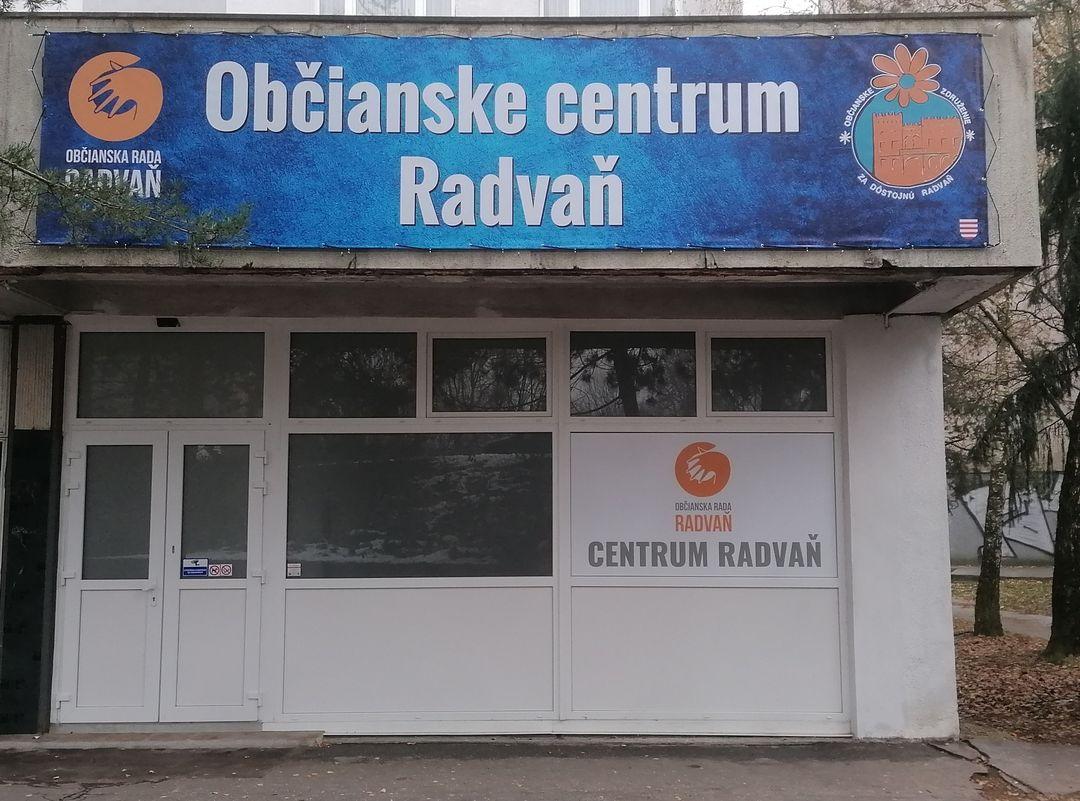 Občianske centrum
Radvaň
OBČIANSKA RADA
RADVAŇ
OBČIANSKE ZDRUŽENIE
ZA DÔSTOJNÚ RADVAŇ
OBČIANSKA RADA
RADVAŇ
CENTRUM RADVAŇ